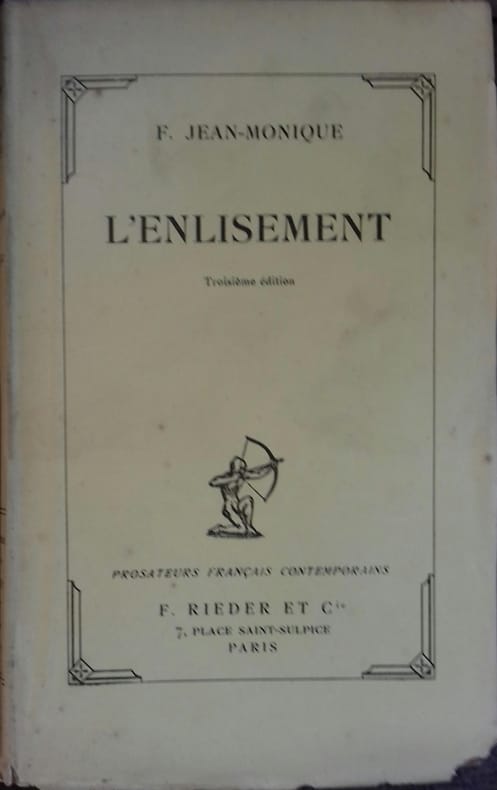 F. JEAN-MONIQUE
L'ENLISEMENT
Troisième édition
PROSATEURS FRANÇAIS CONTEMPORAINS
F. RIEDER ET Cie
7, PLACE SAINT-SULPICE
PARIS